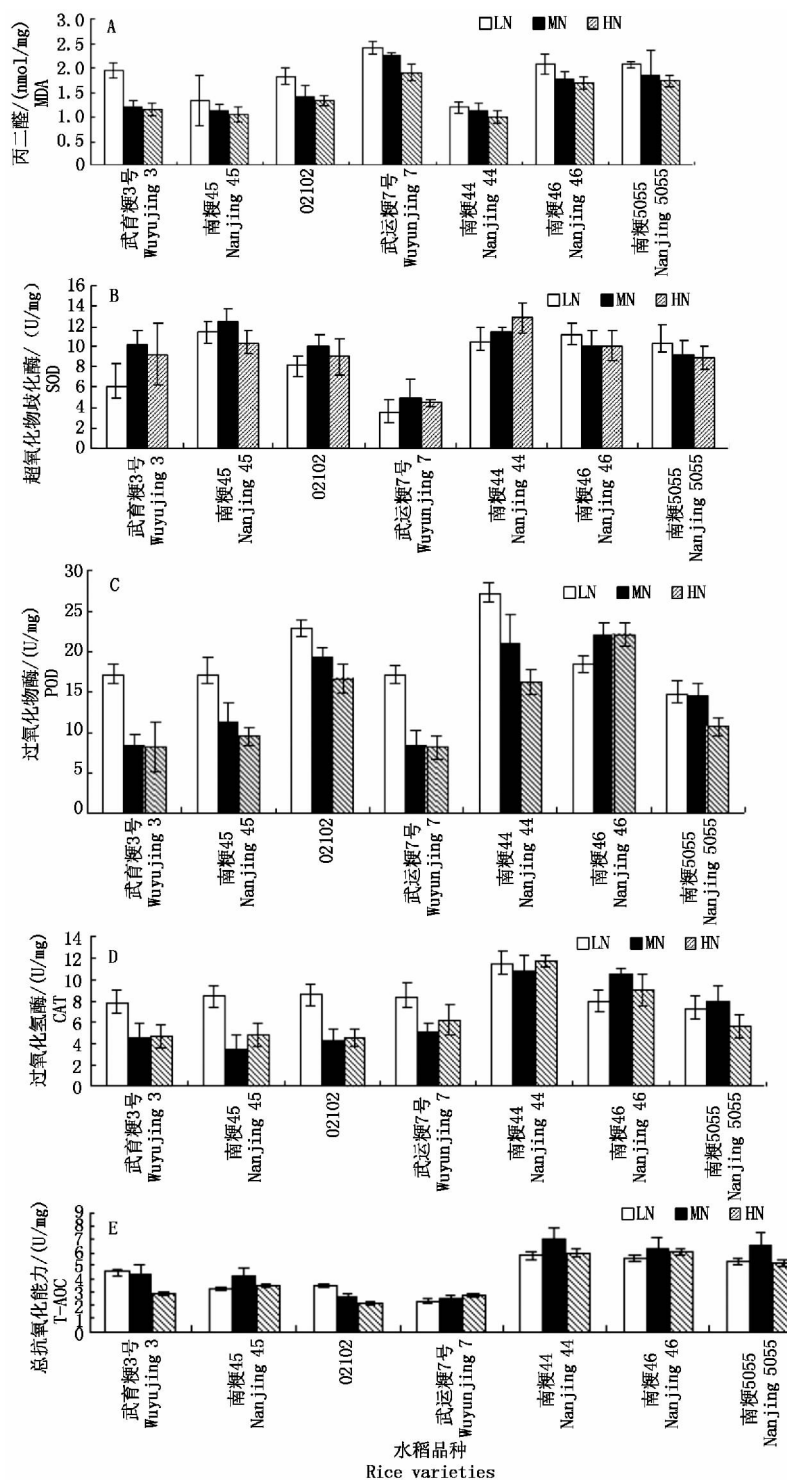 A
LN MN HN
丙二醛/(nmol/mg)
MDA
3.0
2.5
2.0
1.5
1.0
0.5
0
武育粳3号
Wuyujing 3
南粳45
Nanjing 45
02102
武运粳7号
Wuyunjing 7
南粳44
Nanjing 44
南粳46
Nanjing 46
南粳5055
Nanjing 5055
B
LN MN HN
超氧化物歧化酶/(U/mg)
SOD
16
14
12
10
8
6
4
2
0
武育粳3号
Wuyujing 3
南粳45
Nanjing 45
02102
武运粳7号
Wuyunjing 7
南粳44
Nanjing 44
南粳46
Nanjing 46
南粳5055
Nanjing 5055
C
LN MN HN
过氧化物酶/(U/mg)
POD
30
25
20
15
10
5
0
武育粳3号
Wuyujing 3
南粳45
Nanjing 45
02102
武运粳7号
Wuyunjing 7
南粳44
Nanjing 44
南粳46
Nanjing 46
南粳5055
Nanjing 5055
D
LN MN HN
过氧化氢酶/(U/mg)
CAT
14
12
10
8
6
4
2
0
武育粳3号
Wuyujing 3
南粳45
Nanjing 45
02102
武运粳7号
Wuyunjing 7
南粳44
Nanjing 44
南粳46
Nanjing 46
南粳5055
Nanjing 5055
E
LN MN HN
总抗氧化能力/(U/mg)
T-AOC
9
8
7
6
5
4
3
2
1
0
武育粳3号
Wuyujing 3
南粳45
Nanjing 45
02102
武运粳7号
Wuyunjing 7
南粳44
Nanjing 44
南粳46
Nanjing 46
南粳5055
Nanjing 5055
水稻品种
Rice varieties